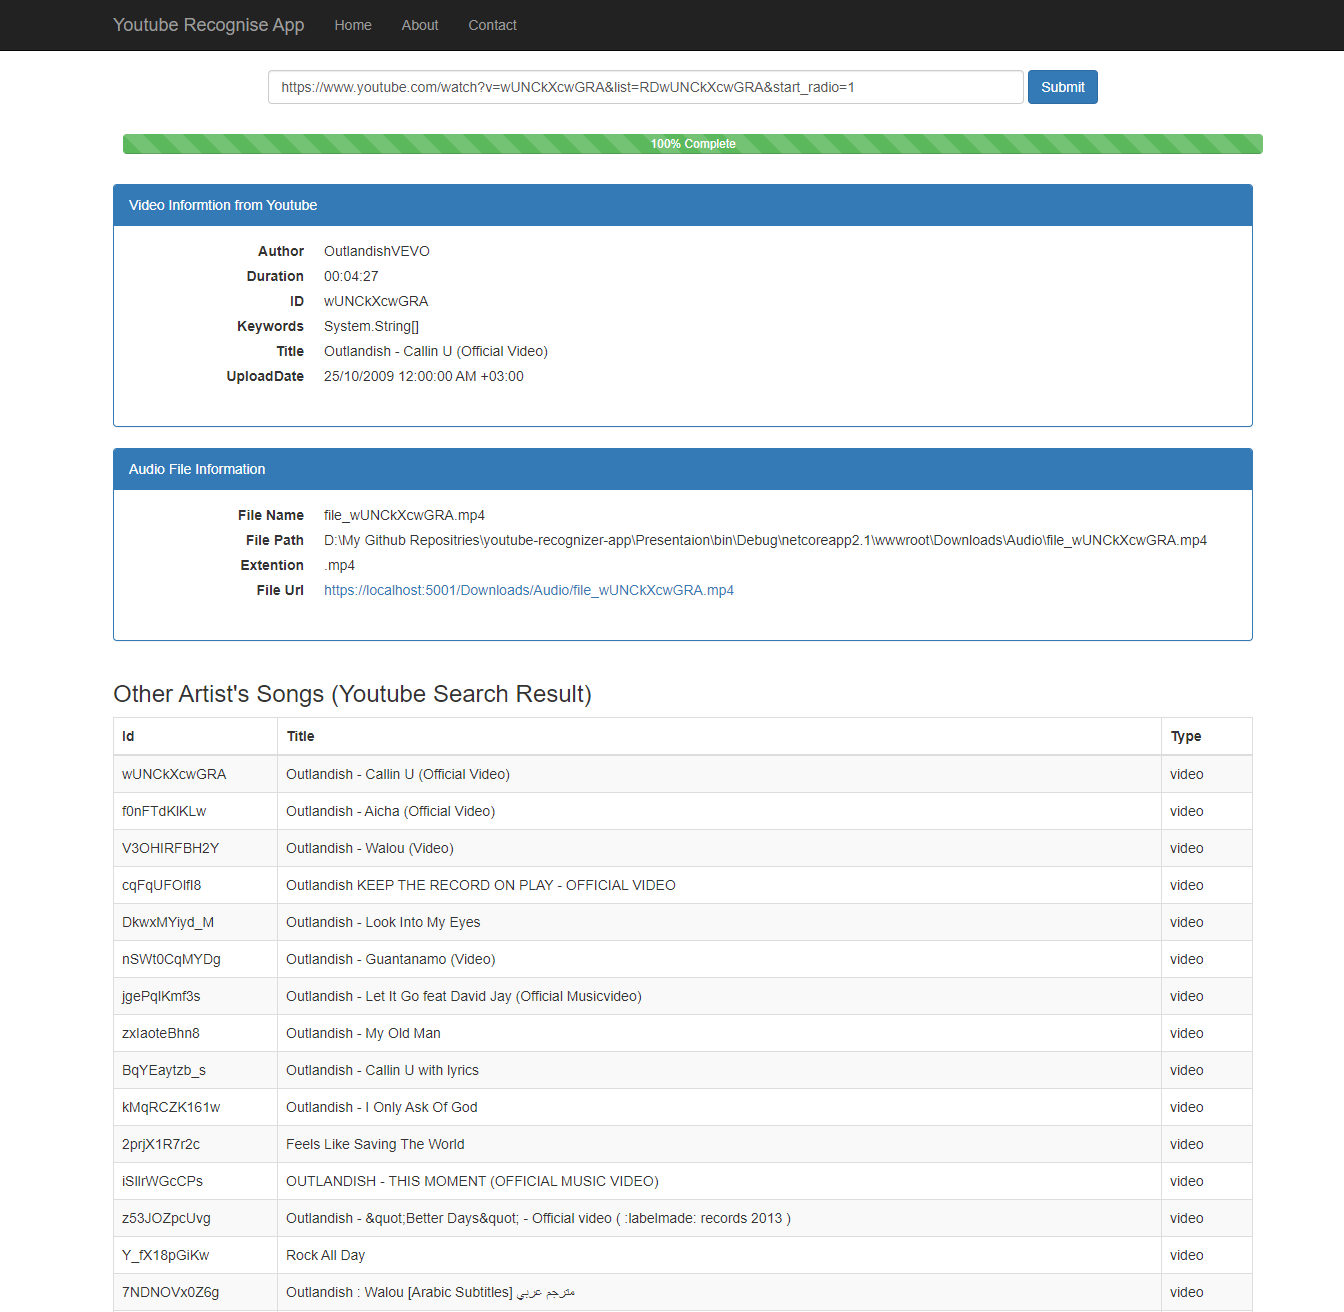 Youtube Recognise App Home About Contact
https://www.youtube.com/watch?v=wUNCkXcwGRA&list=RDwUNCkXcwGRA&start_radio=1 Submit
100% Complete
Video Informtion from Youtube
Author OutlandishVEVO
Duration 00:04:27
ID wUNCkXcwGRA
Keywords System.String[]
Title Outlandish - Callin U (Official Video)
UploadDate 25/10/2009 12:00:00 AM +03:00
Audio File Information
File Name file_wUNCkXcwGRA.mp4
File Path D:\My Github Repositries\youtube-recognizer-app\Presentaion\bin\Debug\netcoreapp2.1\wwwroot\Downloads\Audio\file_wUNCkXcwGRA.mp4
Extention .mp4
File Url https://localhost:5001/Downloads/Audio/file_wUNCkXcwGRA.mp4
Other Artist's Songs (Youtube Search Result)
Id Title Type
wUNCkXcwGRA Outlandish - Callin U (Official Video) video
f0nFTdKlKLw Outlandish - Aicha (Official Video) video
V3OHIRFBH2Y Outlandish - Walou (Video) video
cqFqUFOlfI8 Outlandish KEEP THE RECORD ON PLAY - OFFICIAL VIDEO video
DkwxMYiyd_M Outlandish - Look Into My Eyes video
nSWt0CqMYDg Outlandish - Guantanamo (Video) video
jgePqlKmf3s Outlandish - Let It Go feat David Jay (Official Musicvideo) video
zxIaoteBhn8 Outlandish - My Old Man video
BqYEaytzb_s Outlandish - Callin U with lyrics video
kMqRCZK161w Outlandish - I Only Ask Of God video
2prjX1R7r2c Feels Like Saving The World video
iSIlrWGcCPs OUTLANDISH - THIS MOMENT (OFFICIAL MUSIC VIDEO) video
z53JOZpcUvg Outlandish - &quot;Better Days&quot; - Official video ( :labelmade: records 2013 ) video
Y_fX18pGiKw Rock All Day video
7NDNOVx0Z6g Outlandish : Walou [Arabic Subtitles] مترجم عربي video